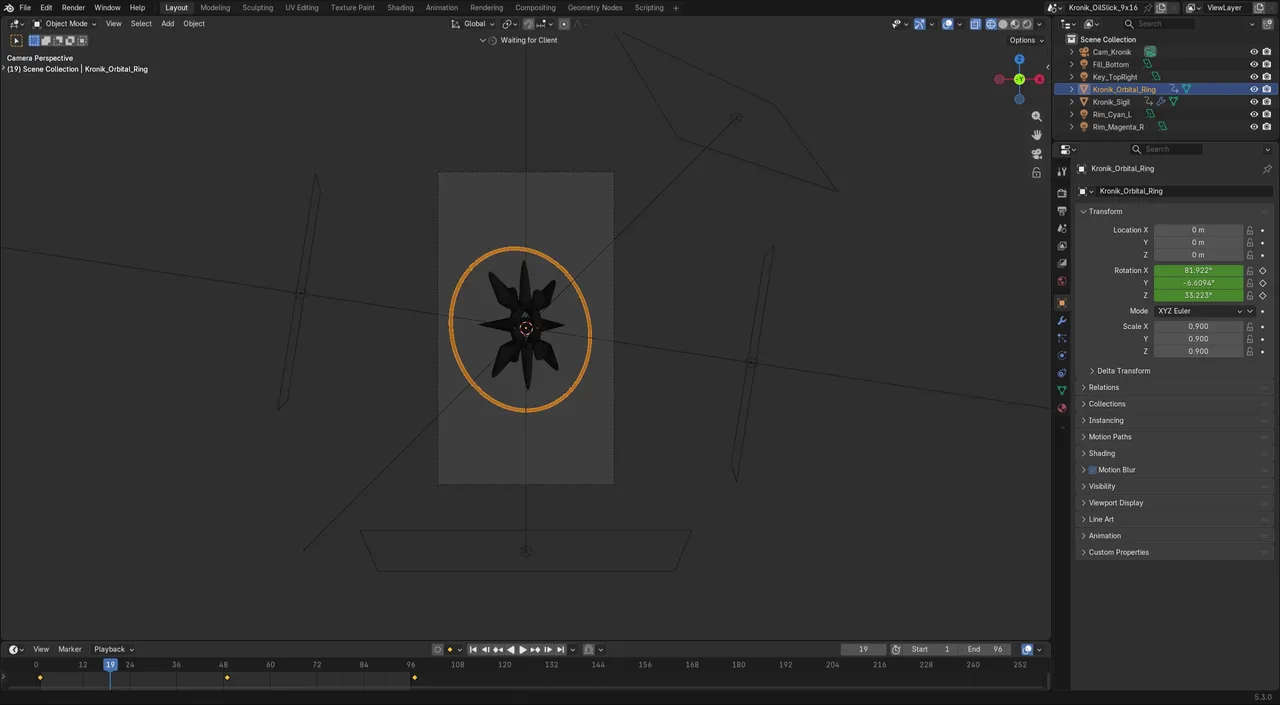 File Edit Render Window Help Layout Modeling Sculpting UV Editing Texture Paint Shading Animation Rendering Compositing Geometry Nodes Scripting + Kronik_OilSlick_9x16 ViewLayer
Object Mode View Select Add Object Global Search
Waiting for Client Options
Camera Perspective
(19) Scene Collection | Kronik_Orbital_Ring
Z
-Y
X
Scene Collection
Cam_Kronik
Fill_Bottom
Key_TopRight
Kronik_Orbital_Ring
Kronik_Sigil
Rim_Cyan_L
Rim_Magenta_R
Search
Kronik_Orbital_Ring
Kronik_Orbital_Ring
Transform
Location X 0 m
Y 0 m
Z 0 m
Rotation X 81.922°
Y -6.6094°
Z 33.223°
Mode XYZ Euler
Scale X 0.900
Y 0.900
Z 0.900
Delta Transform
Relations
Collections
Instancing
Motion Paths
Shading
Motion Blur
Visibility
Viewport Display
Line Art
Animation
Custom Properties
View Marker Playback 19 Start 1 End 96
0 12 19 24 36 48 60 72 84 96 108 120 132 144 156 168 180 192 204 216 228 240 252
5.3.0